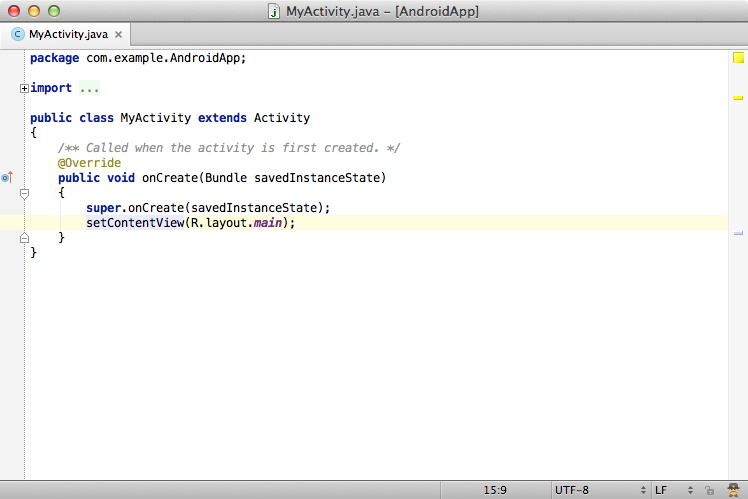 MyActivity.java - [AndroidApp]
MyActivity.java
package com.example.AndroidApp;
import ...
public class MyActivity extends Activity
{
/** Called when the activity is first created. */
@Override
public void onCreate(Bundle savedInstanceState)
{
super.onCreate(savedInstanceState);
setContentView(R.layout.main);
}
}
15:9 UTF-8 LF